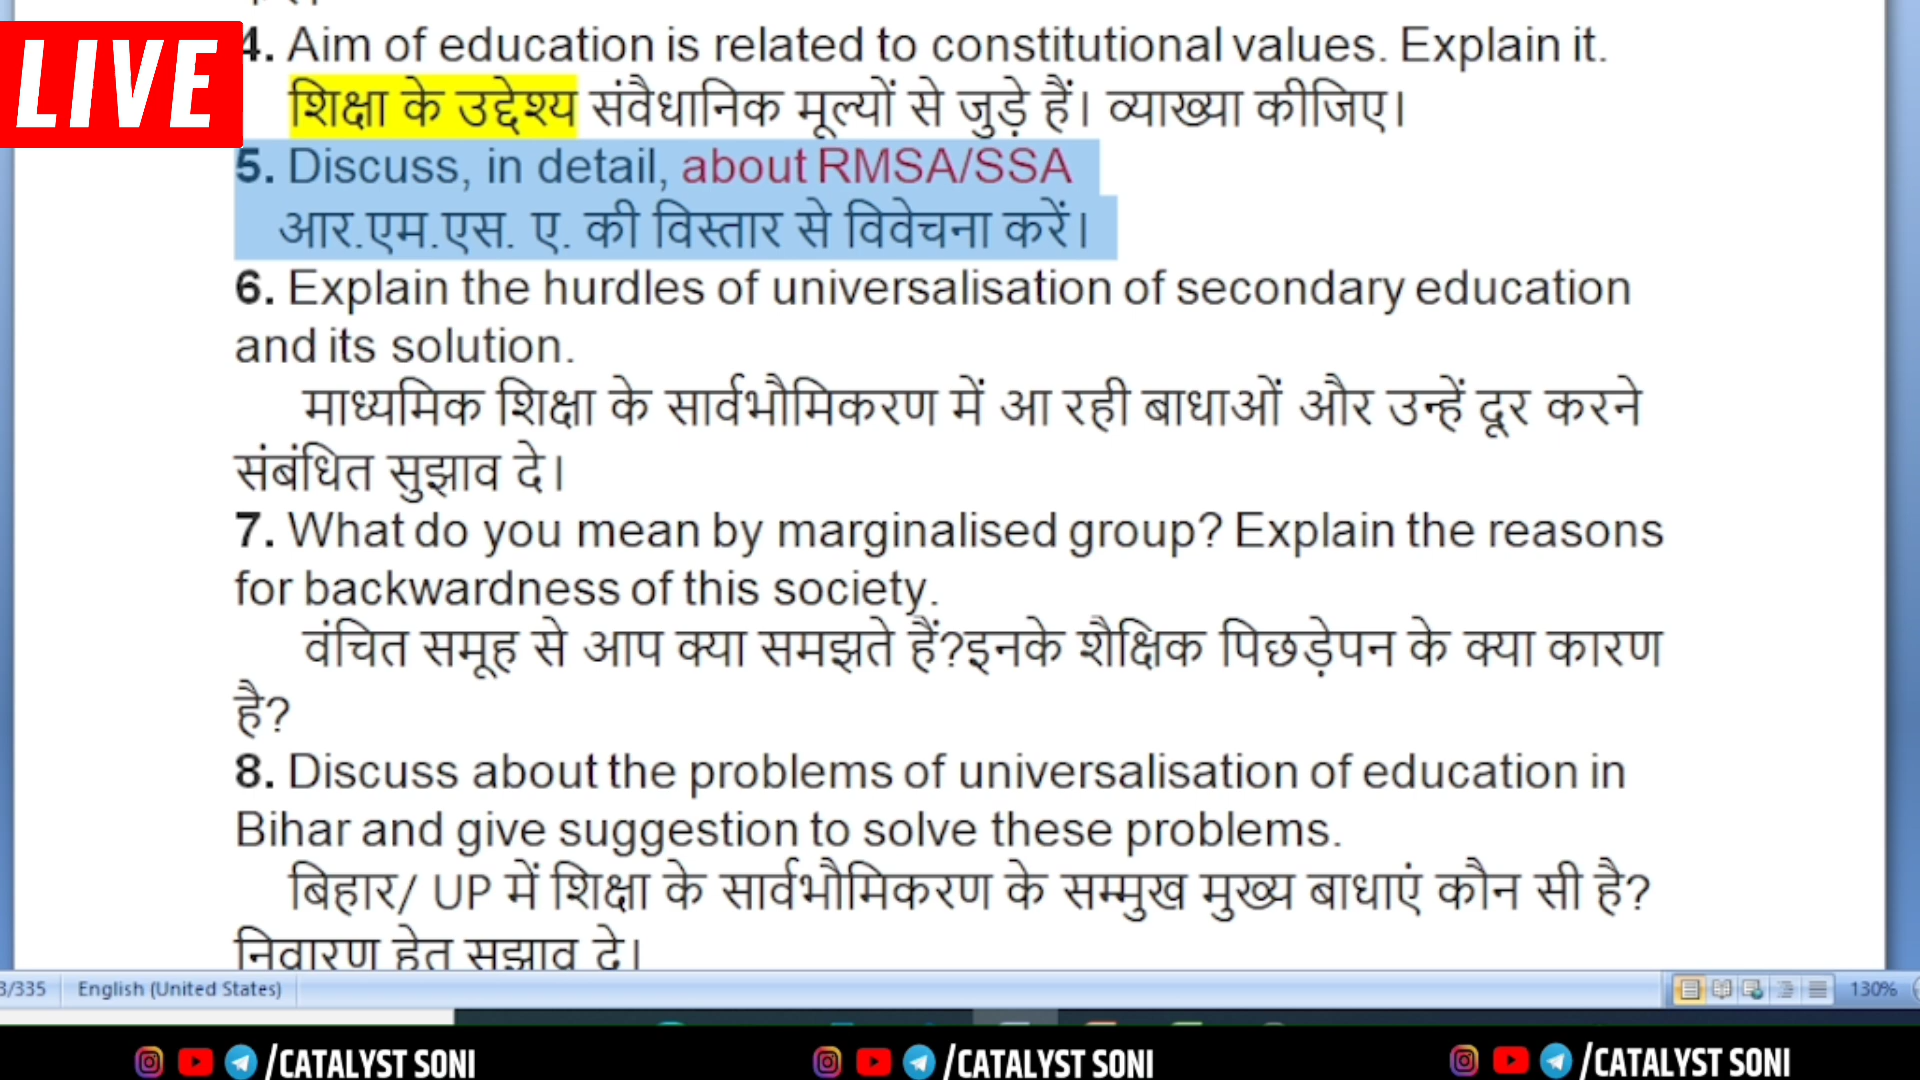 LIVE
4. Aim of education is related to constitutional values. Explain it.
शिक्षा के उद्देश्य संवैधानिक मूल्यों से जुड़े हैं। व्याख्या कीजिए।
5. Discuss, in detail, about RMSA/SSA
आर.एम.एस. ए. की विस्तार से विवेचना करें।
6. Explain the hurdles of universalisation of secondary education
and its solution.
माध्यमिक शिक्षा के सार्वभौमिकरण में आ रही बाधाओं और उन्हें दूर करने
संबंधित सुझाव दे।
7. What do you mean by marginalised group? Explain the reasons
for backwardness of this society.
वंचित समूह से आप क्या समझते हैं?इनके शैक्षिक पिछड़ेपन के क्या कारण
है?
8. Discuss about the problems of universalisation of education in
Bihar and give suggestion to solve these problems.
बिहार/ UP में शिक्षा के सार्वभौमिकरण के सम्मुख मुख्य बाधाएं कौन सी है?
निवारण हेतु सुझाव दे।
3/335 English (United States) 130%
/CATALYST SONI /CATALYST SONI /CATALYST SONI